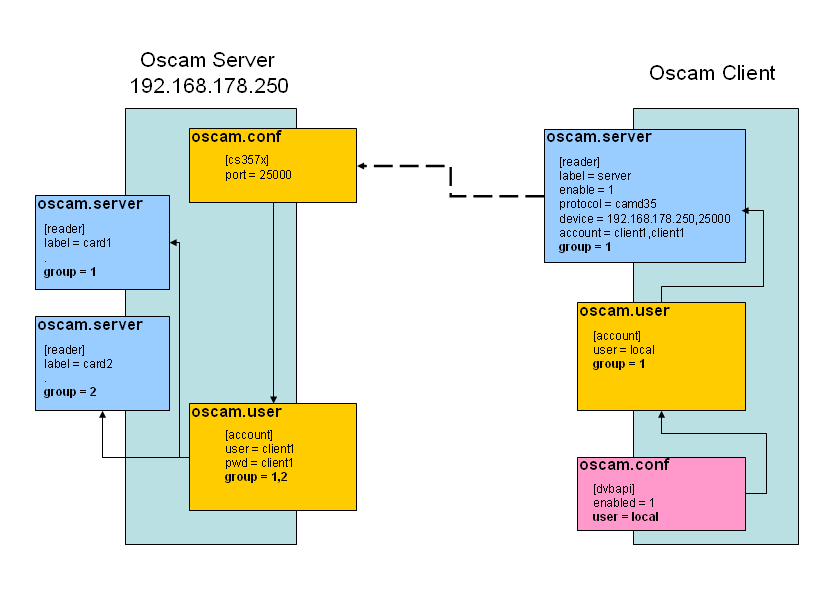 Oscam Server
192.168.178.250
oscam.conf
[cs357x]
port = 25000
oscam.server
[reader]
label = card1
.
group = 1
oscam.server
[reader]
label = card2
.
group = 2
oscam.user
[account]
user = client1
pwd = client1
group = 1,2
Oscam Client
oscam.server
[reader]
label = server
enable = 1
protocol = camd35
device = 192.168.178.250,25000
account = client1,client1
group = 1
oscam.user
[account]
user = local
group = 1
oscam.conf
[dvbapi]
enabled = 1
user = local